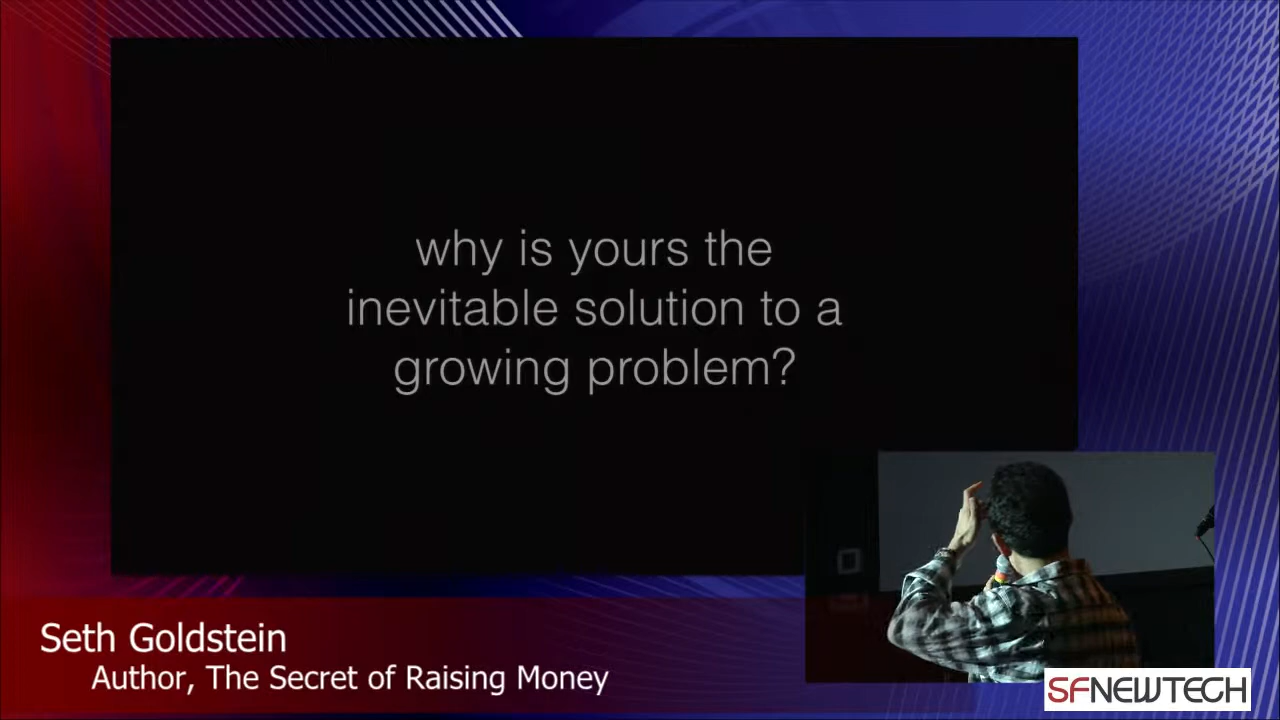 why is yours the
inevitable solution to a
growing problem?
Seth Goldstein
Author, The Secret of Raising Money
SFNEWTECH